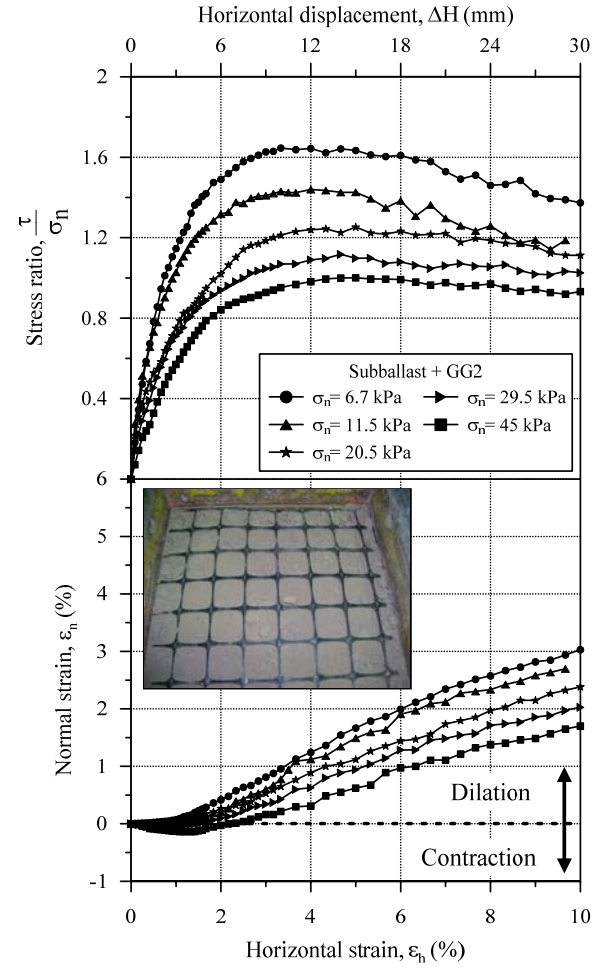 Horizontal displacement, ΔH (mm)
0 6 12 18 24 30
2
1.6
1.2
0.8
0.4
Stress ratio, τ/σn
Subballast + GG2
σn= 6.7 kPa
σn= 29.5 kPa
σn= 11.5 kPa
σn= 45 kPa
σn= 20.5 kPa
6
5
4
3
2
1
0
-1
Normal strain, εn (%)
Dilation
Contraction
0 2 4 6 8 10
Horizontal strain, εh (%)